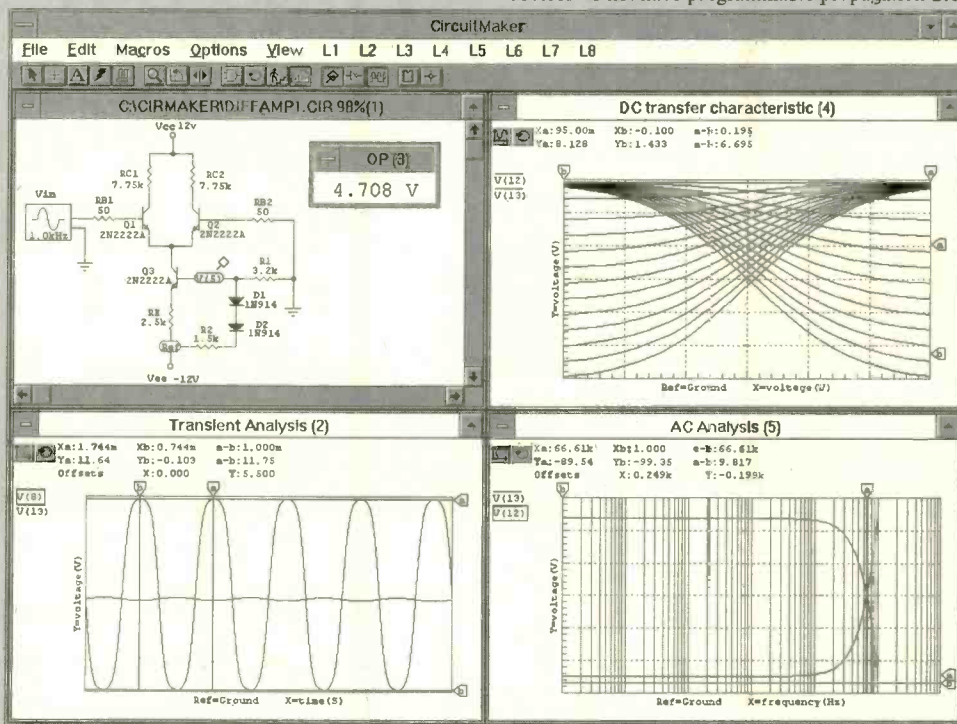 CircuitMaker
File Edit Macros Options View L1 L2 L3 L4 L5 L6 L7 L8
C:\CIRMAKER\DIFFAMP1.CIR 98%(1)
Vcc 12v
RC1
7.75k
RC2
7.75k
Vin
1.0kHz
RB1
50
Q1
2N2222A
Q2
2N2222A
RB2
50
Q3
2N2222A
R1
3.2k
D1
1N914
D2
1N914
RE
2.5k
R2
1.5k
Ref
Vee -12V
OP (3)
4.708 V
DC transfer characteristic (4)
Xa:95.00m Xb:-0.100 a-b:0.195
Ya:8.128 Yb:1.433 a-b:6.695
b a
V(12)
V(13)
a
b
Y=voltage(V)
Ref=Ground X=voltage(V)
Transient Analysis (2)
Xa:1.744m Xb:0.744m a-b:1.000m
Ya:11.64 Yb:-0.103 a-b:11.75
Offsets X:0.000 Y:5.500
b a
V(8)
V(13)
a
b
Y=voltage(V)
Ref=Ground X=time(S)
AC Analysis (5)
Xa:66.61k Xb:1.000 a-b:66.61k
Ya:-89.54 Yb:-99.35 a-b:9.817
Offsets X:0.249k Y:-0.199k
b a
V(13)
V(12)
Y=voltage(V)
Ref=Ground X=frequency(Hz)